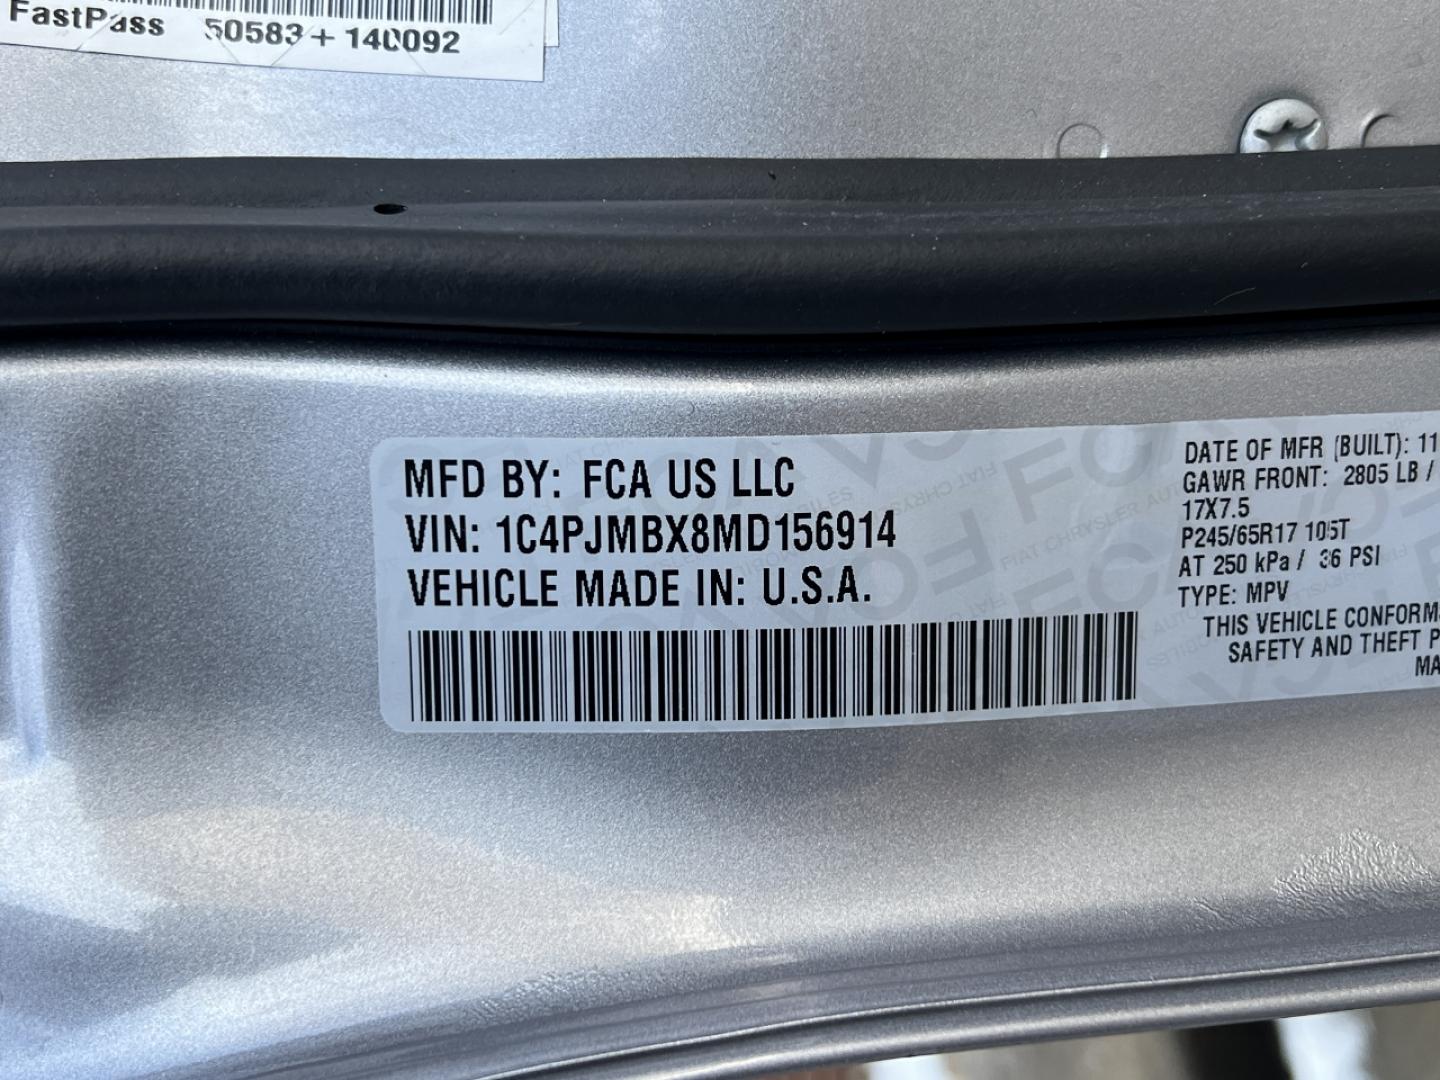 FastPass 50583+140092
MFD BY: FCA US LLC
VIN: 1C4PJMBX8MD156914
VEHICLE MADE IN: U.S.A.
DATE OF MFR (BUILT): 11
GAWR FRONT: 2805 LB /
17X7.5
P245/65R17 105T
AT 250 kPa / 36 PSI
TYPE: MPV
THIS VEHICLE CONFORMS
SAFETY AND THEFT P
MA